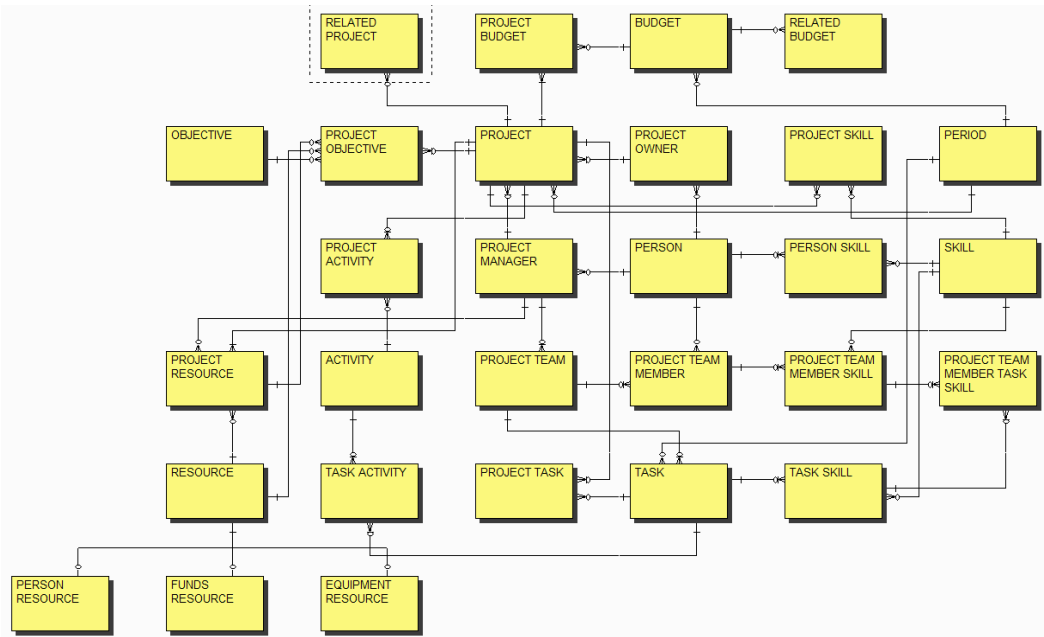 RELATED
PROJECT
PROJECT
BUDGET
BUDGET
RELATED
BUDGET
OBJECTIVE
PROJECT
OBJECTIVE
PROJECT
PROJECT
OWNER
PROJECT SKILL
PERIOD
PROJECT
ACTIVITY
PROJECT
MANAGER
PERSON
PERSON SKILL
SKILL
PROJECT
RESOURCE
ACTIVITY
PROJECT TEAM
PROJECT TEAM
MEMBER
PROJECT TEAM
MEMBER SKILL
PROJECT TEAM
MEMBER TASK
SKILL
RESOURCE
TASK ACTIVITY
PROJECT TASK
TASK
TASK SKILL
PERSON
RESOURCE
FUNDS
RESOURCE
EQUIPMENT
RESOURCE